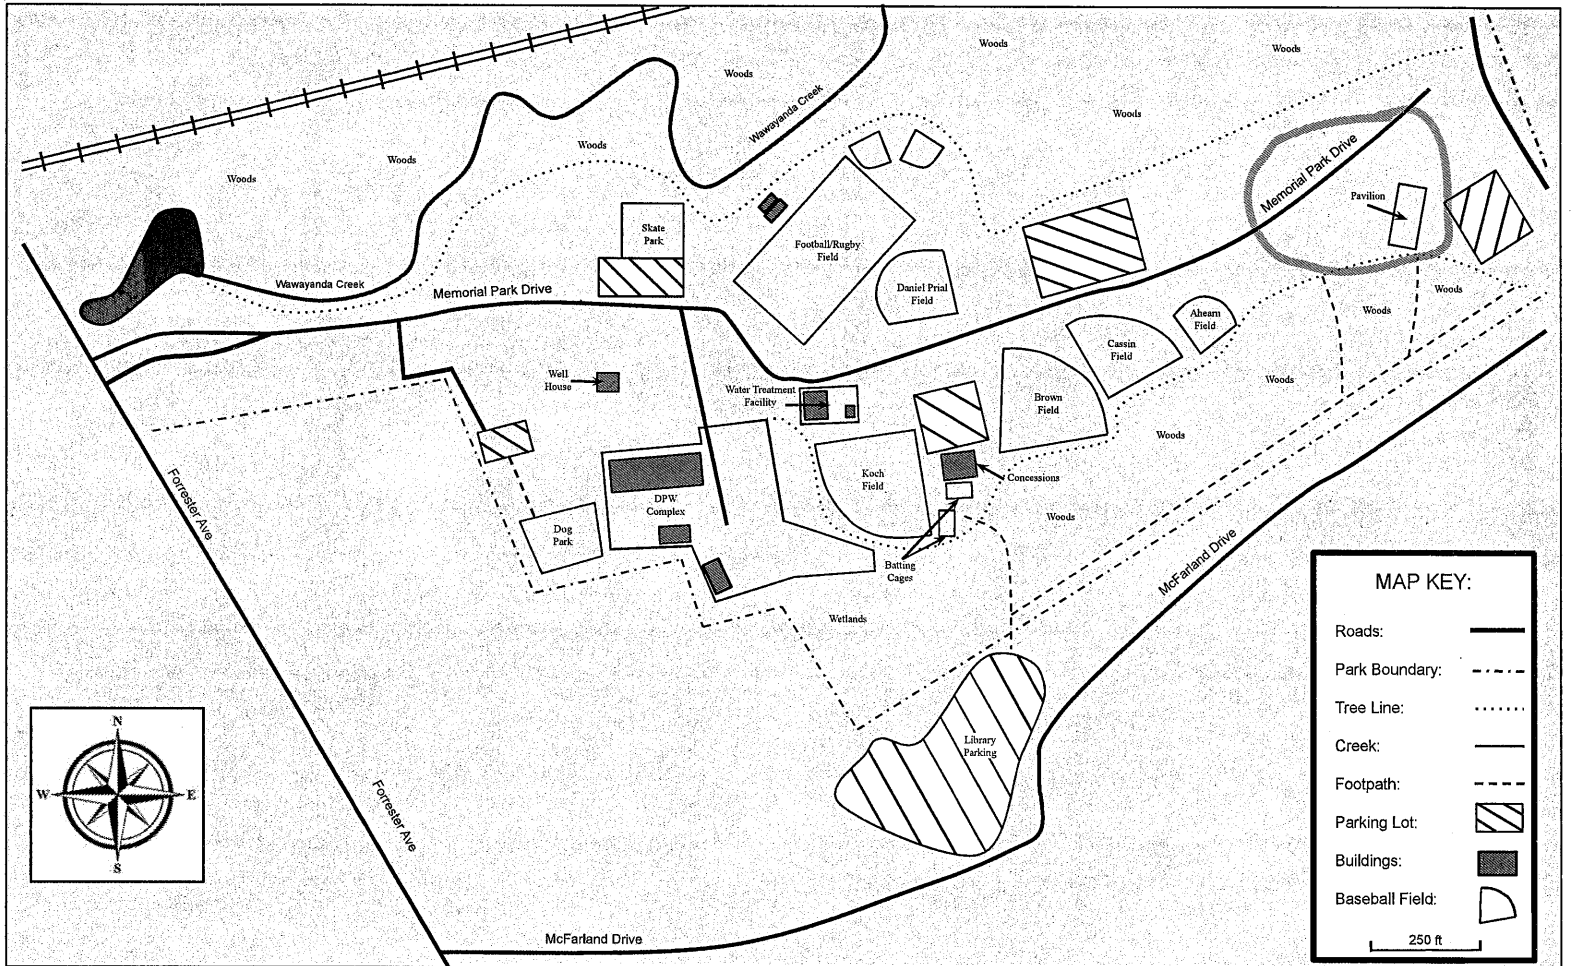 Woods
Woods
Woods
Woods
Woods
Woods
Woods
Wawayanda Creek
Memorial Park Drive
Pavilion
Skate
Park
Football/Rugby
Field
Wawayanda Creek
Memorial Park Drive
Daniel Prial
Field
Woods
Woods
Ahearn
Field
Cassin
Field
Well
House
Water Treatment
Facility
Brown
Field
Woods
Woods
Koch
Field
Concessions
Forrester Ave
DPW
Complex
Dog
Park
Woods
Batting
Cages
McFarland Drive
Wetlands
Library
Parking
Forrester Ave
McFarland Drive
N
W
E
S
MAP KEY:
Roads:
Park Boundary:
Tree Line:
Creek:
Footpath:
Parking Lot:
Buildings:
Baseball Field:
250 ft